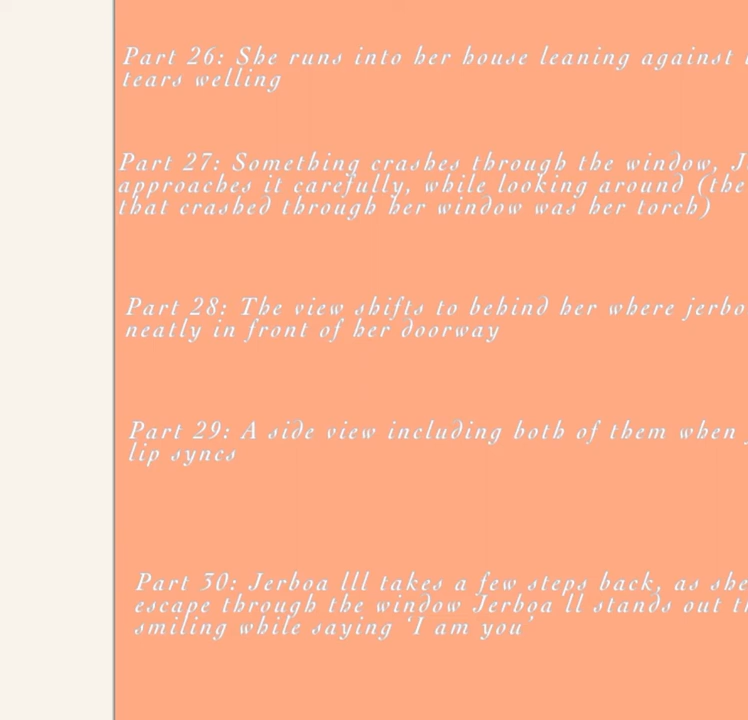 Part 26: She runs into her house leaning against
tears welling
Part 27: Something crashes through the window,
approaches it carefully, while looking around (the
that crashed through her window was her torch)
Part 28: The view shifts to behind her where
neatly in front of her doorway
Part 29: A side view including both of them when
lip syncs
Part 30: Jerboa lll takes a few steps back, as she
escape through the window Jerboa ll stands out
smiling while saying 'I am you'